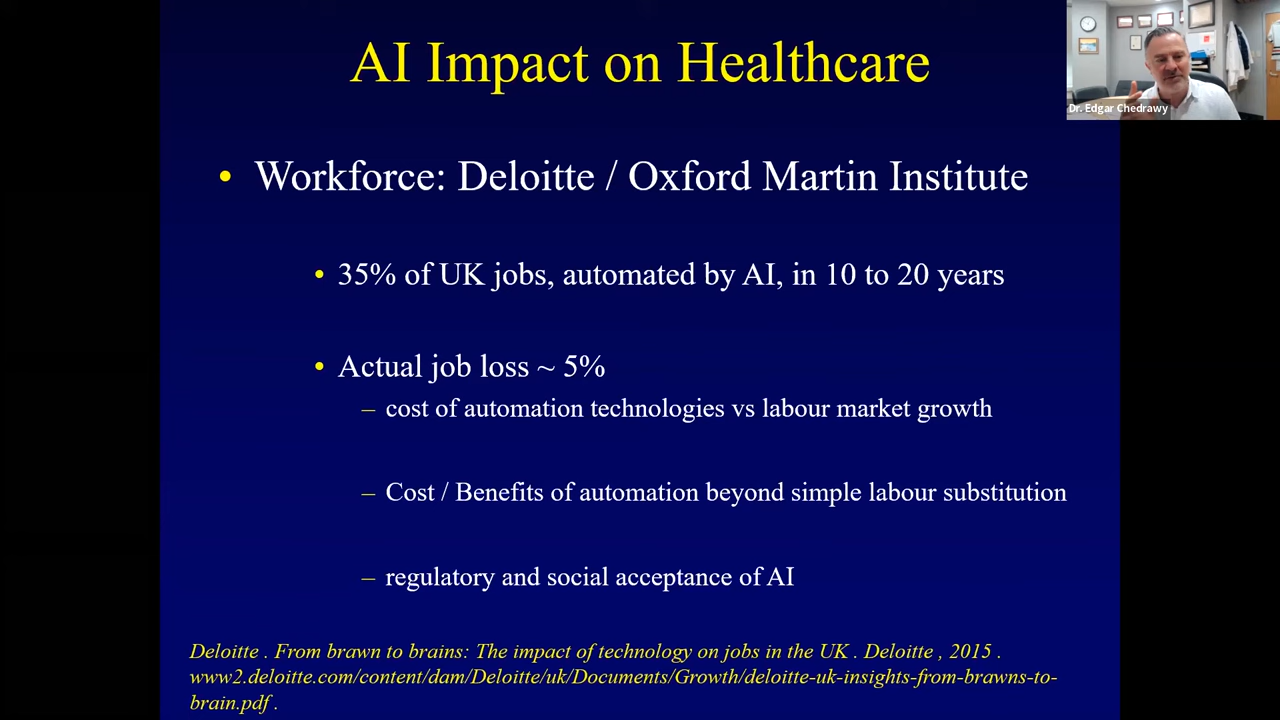 AI Impact on Healthcare
Dr. Edgar Chedrawy
• Workforce: Deloitte / Oxford Martin Institute
• 35% of UK jobs, automated by AI, in 10 to 20 years
• Actual job loss ~ 5%
– cost of automation technologies vs labour market growth
– Cost / Benefits of automation beyond simple labour substitution
– regulatory and social acceptance of AI
Deloitte . From brawn to brains: The impact of technology on jobs in the UK . Deloitte , 2015 .
www2.deloitte.com/content/dam/Deloitte/uk/Documents/Growth/deloitte-uk-insights-from-brawns-to-
brain.pdf .